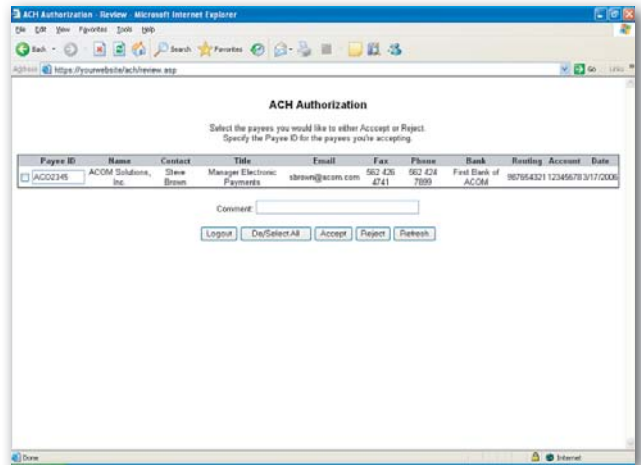 ACH Authorization - Review - Microsoft Internet Explorer
File Edit View Favorites Tools Help
Back Search Favorites
Address https://yourwebsite/ach/review.asp Go Links
ACH Authorization
Select the payees you would like to either Acccept or Reject.
Specify the Payee ID for the payees you're accepting.
Payee ID Name Contact Title Email Fax Phone Bank Routing Account Date
ACO2345 ACOM Solutions, Inc. Steve Brown Manager Electronic Payments sbrown@acom.com 562 426 4741 562 424 7899 First Bank of ACOM 987654321 12345678 3/17/2006
Comment:
Logout De/Select All Accept Reject Refresh
Done Internet